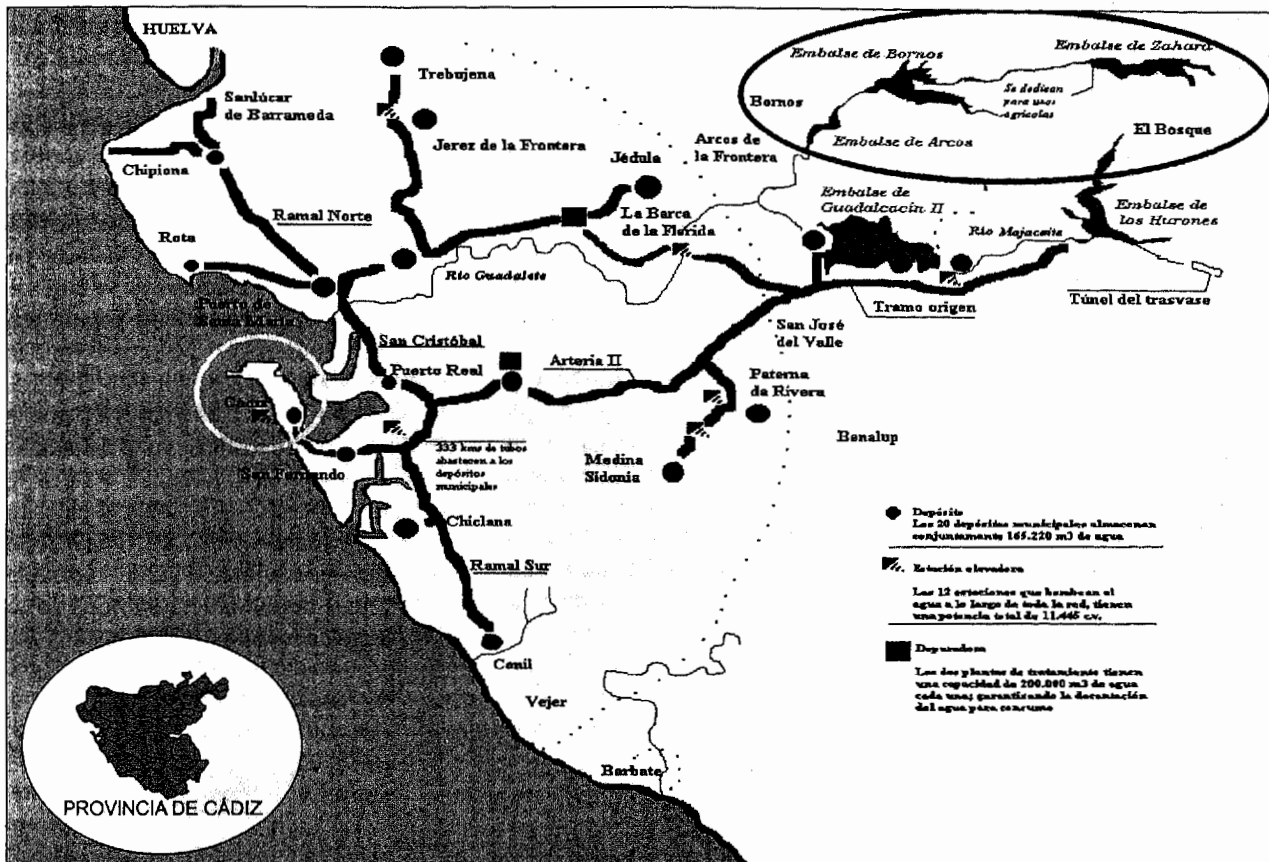 HUELVA
Sanlúcar
de Barrameda
Trebujena
Jerez de la Frontera
Chipiona
Ramal Norte
Jédula
La Barca
de la Florida
Arcos de
la Frontera
Embalse de Bornos
Embalse de Zahara
Bornos
Se dedican
para usos
agrícolas
Embalse de Arcos
El Bosque
Embalse de
Guadalcacín II
Embalse de
los Hurones
Río Majaceite
Rota
Río Guadalete
Puerto de
Santa María
Tramo origen
Túnel del trasvase
San Cristóbal
San José
del Valle
Puerto Real
Arteria II
Paterna
de Rivera
Cádiz
Benalup
333 kms de tubos
abastecen a los
depósitos
municipales
Medina
Sidonia
San Fernando
Chiclana
Ramal Sur
Conil
Vejer
Barbate
Depósito
Los 20 depósitos municipales almacenan
conjuntamente 165.220 m3 de agua
Estación elevadora
Las 12 estaciones que bombean el
agua a lo largo de toda la red, tienen
una potencia total de 11.445 c.v.
Depuradora
Las dos plantas de tratamiento tienen
una capacidad de 200.000 m3 de agua
cada una; garantizando la decantación
del agua para consumo
PROVINCIA DE CÁDIZ